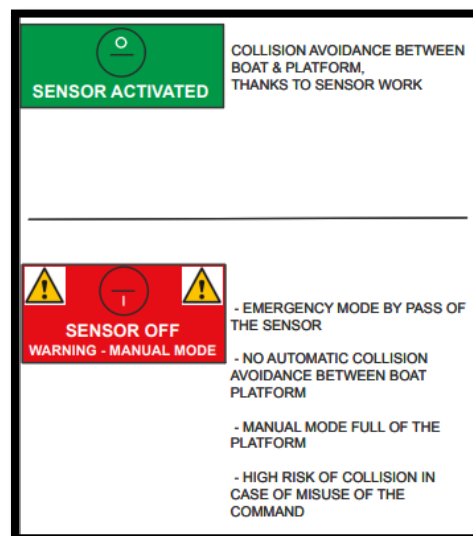 O
SENSOR ACTIVATED
COLLISION AVOIDANCE BETWEEN
BOAT & PLATFORM,
THANKS TO SENSOR WORK
I
SENSOR OFF
WARNING - MANUAL MODE
- EMERGENCY MODE BY PASS OF
THE SENSOR
- NO AUTOMATIC COLLISION
AVOIDANCE BETWEEN BOAT
PLATFORM
- MANUAL MODE FULL OF THE
PLATFORM
- HIGH RISK OF COLLISION IN
CASE OF MISUSE OF THE
COMMAND